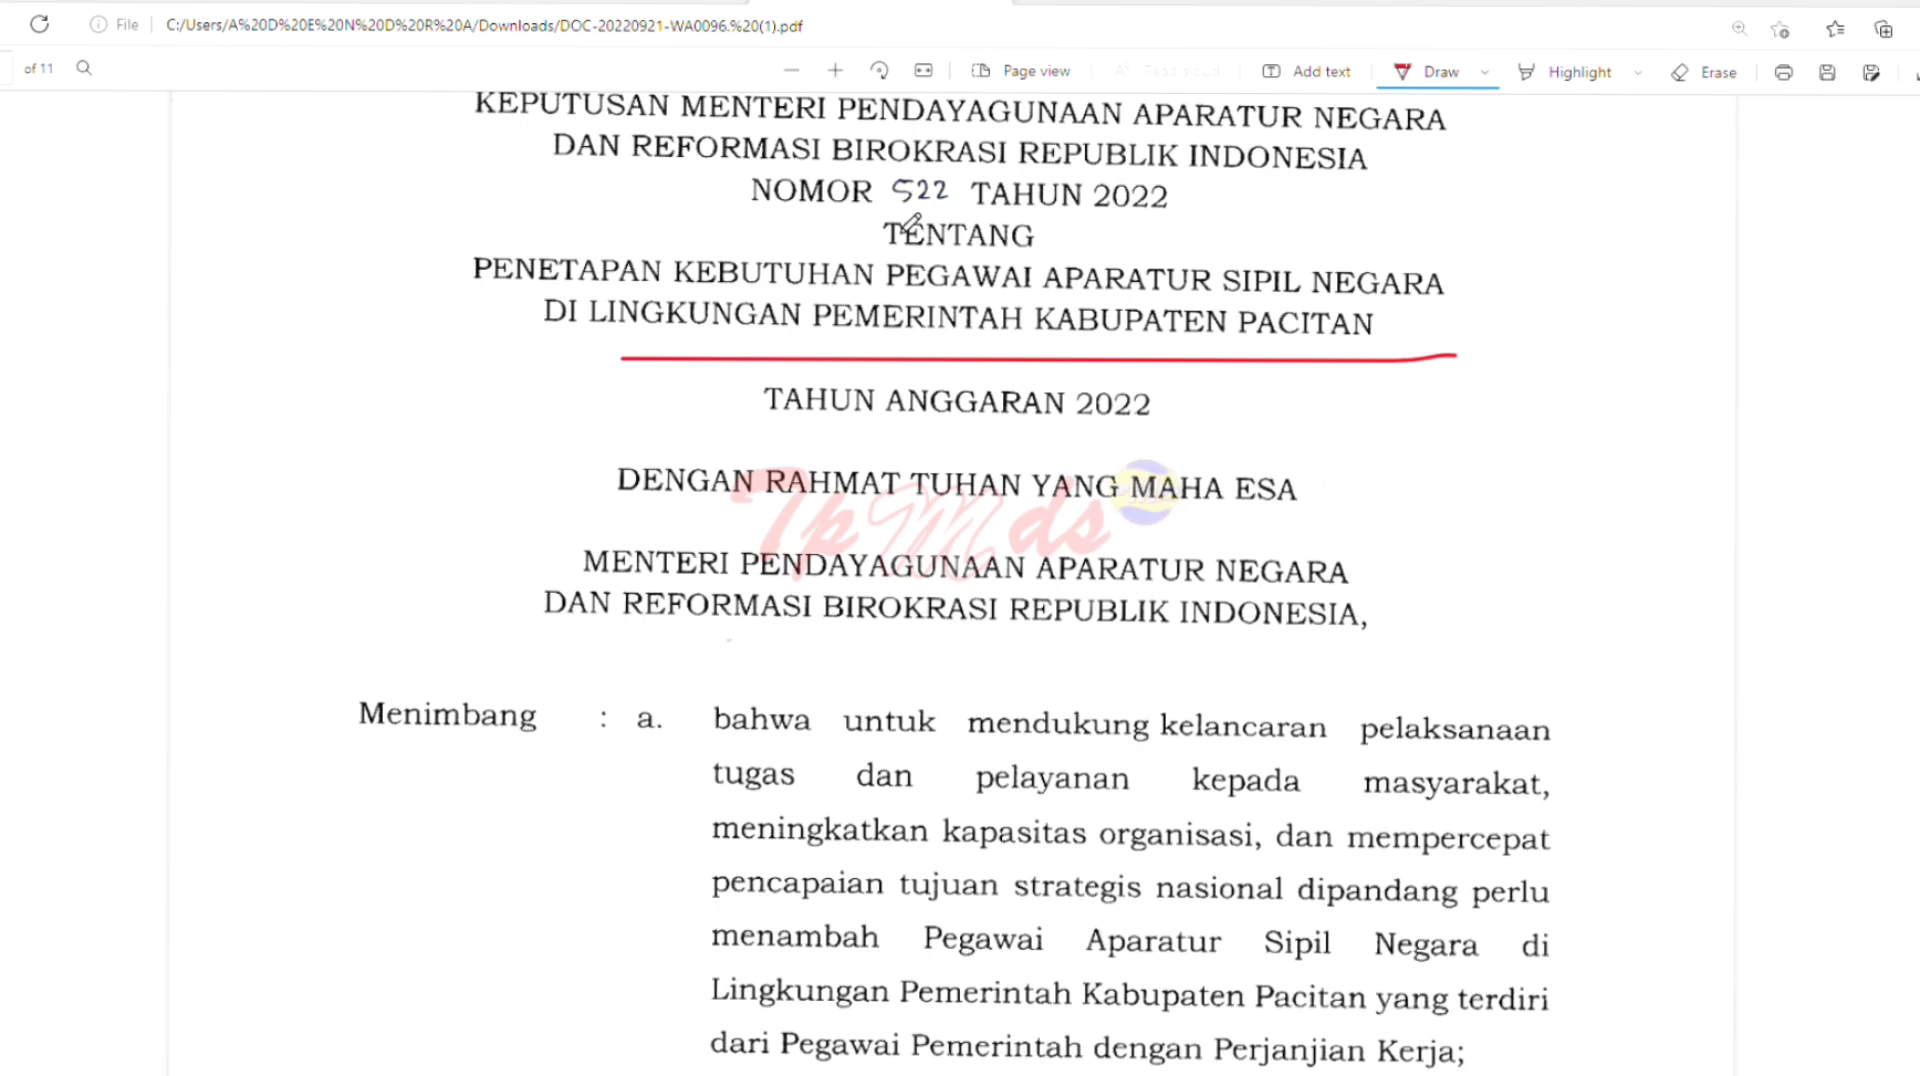 File C:/Users/A%20D%20E%20N%20D%20R%20A/Downloads/DOC-20220921-WA0096.%20(1).pdf
of 11 Page view Add text Draw Highlight Erase
KEPUTUSAN MENTERI PENDAYAGUNAAN APARATUR NEGARA
DAN REFORMASI BIROKRASI REPUBLIK INDONESIA
NOMOR 522 TAHUN 2022
TENTANG
PENETAPAN KEBUTUHAN PEGAWAI APARATUR SIPIL NEGARA
DI LINGKUNGAN PEMERINTAH KABUPATEN PACITAN
TAHUN ANGGARAN 2022
DENGAN RAHMAT TUHAN YANG MAHA ESA
TpMds
MENTERI PENDAYAGUNAAN APARATUR NEGARA
DAN REFORMASI BIROKRASI REPUBLIK INDONESIA,
Menimbang : a. bahwa untuk mendukung kelancaran pelaksanaan
tugas dan pelayanan kepada masyarakat,
meningkatkan kapasitas organisasi, dan mempercepat
pencapaian tujuan strategis nasional dipandang perlu
menambah Pegawai Aparatur Sipil Negara di
Lingkungan Pemerintah Kabupaten Pacitan yang terdiri
dari Pegawai Pemerintah dengan Perjanjian Kerja;